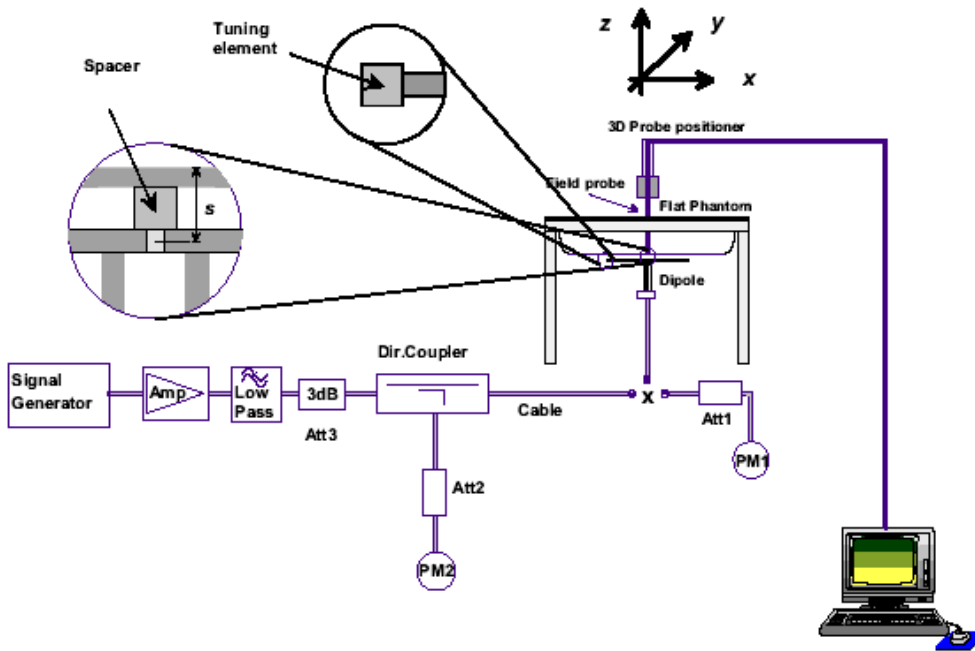 Tuning
element
z
y
x
Spacer
3D Probe positioner
Field probe
Flat Phantom
s
Dipole
Dir.Coupler
Signal
Generator
Amp
Low
Pass
3dB
Att3
Cable
x
Att1
PM1
Att2
PM2